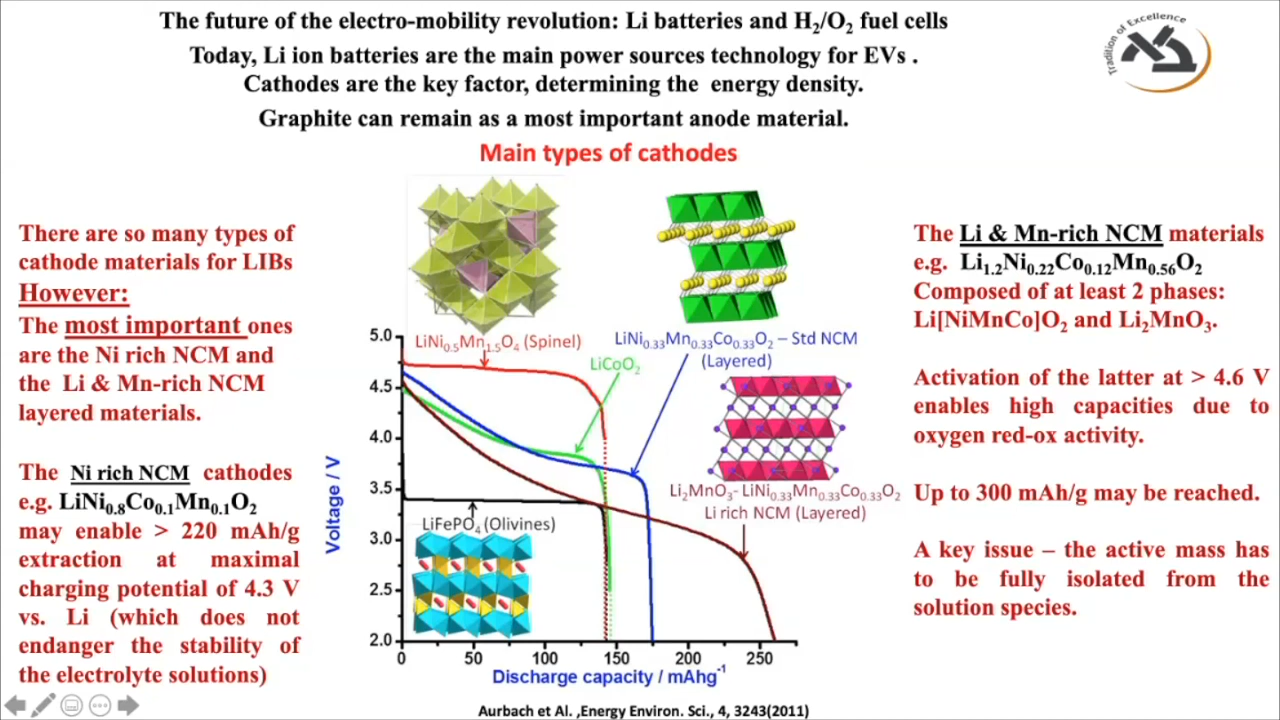 The future of the electro-mobility revolution: Li batteries and H₂/O₂ fuel cells
Today, Li ion batteries are the main power sources technology for EVs .
Cathodes are the key factor, determining the energy density.
Graphite can remain as a most important anode material.
Tradition of Excellence
Main types of cathodes
There are so many types of
cathode materials for LIBs
However:
The most important ones
are the Ni rich NCM and
the Li & Mn-rich NCM
layered materials.
The Ni rich NCM cathodes
e.g. LiNi₀.₈Co₀.₁Mn₀.₁O₂
may enable > 220 mAh/g
extraction at maximal
charging potential of 4.3 V
vs. Li (which does not
endanger the stability of
the electrolyte solutions)
LiNi₀.₅Mn₁.₅O₄ (Spinel)
LiNi₀.₃₃Mn₀.₃₃Co₀.₃₃O₂ – Std NCM
(Layered)
LiCoO₂
Li₂MnO₃- LiNi₀.₃₃Mn₀.₃₃Co₀.₃₃O₂
Li rich NCM (Layered)
LiFePO₄ (Olivines)
Voltage / V
5.0
4.5
4.0
3.5
3.0
2.5
2.0
0 50 100 150 200 250
Discharge capacity / mAhg⁻¹
Aurbach et Al. ,Energy Environ. Sci., 4, 3243(2011)
The Li & Mn-rich NCM materials
e.g. Li₁.₂Ni₀.₂₂Co₀.₁₂Mn₀.₅₆O₂
Composed of at least 2 phases:
Li[NiMnCo]O₂ and Li₂MnO₃.
Activation of the latter at > 4.6 V
enables high capacities due to
oxygen red-ox activity.
Up to 300 mAh/g may be reached.
A key issue – the active mass has
to be fully isolated from the
solution species.